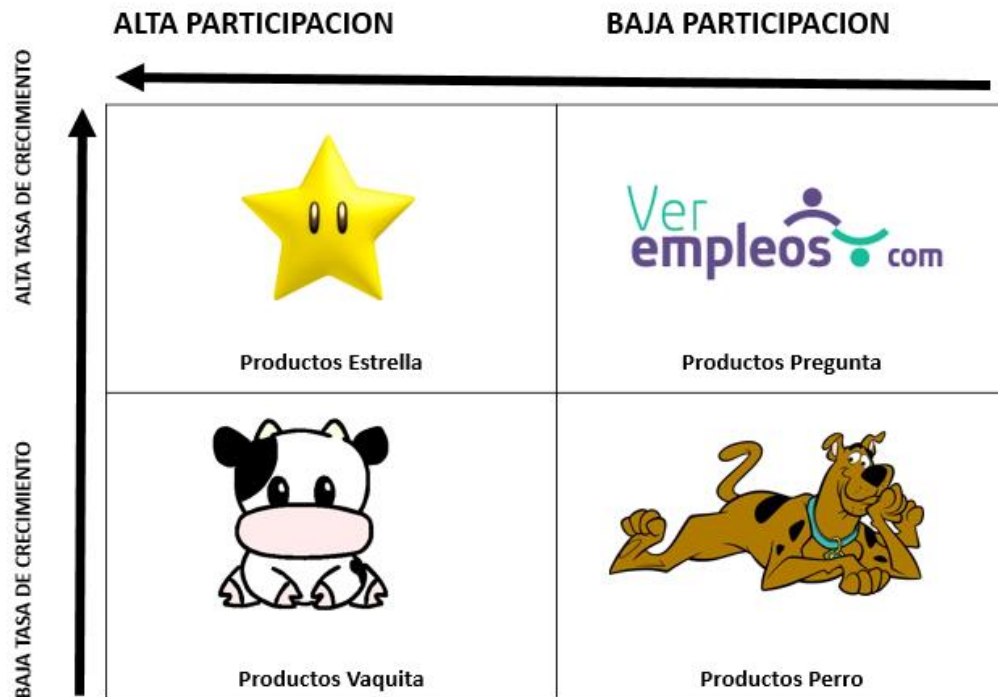 ALTA PARTICIPACION
BAJA PARTICIPACION
ALTA TASA DE CRECIMIENTO
Ver
empleos com
Productos Estrella
Productos Pregunta
BAJA TASA DE CRECIMIENTO
Productos Vaquita
Productos Perro